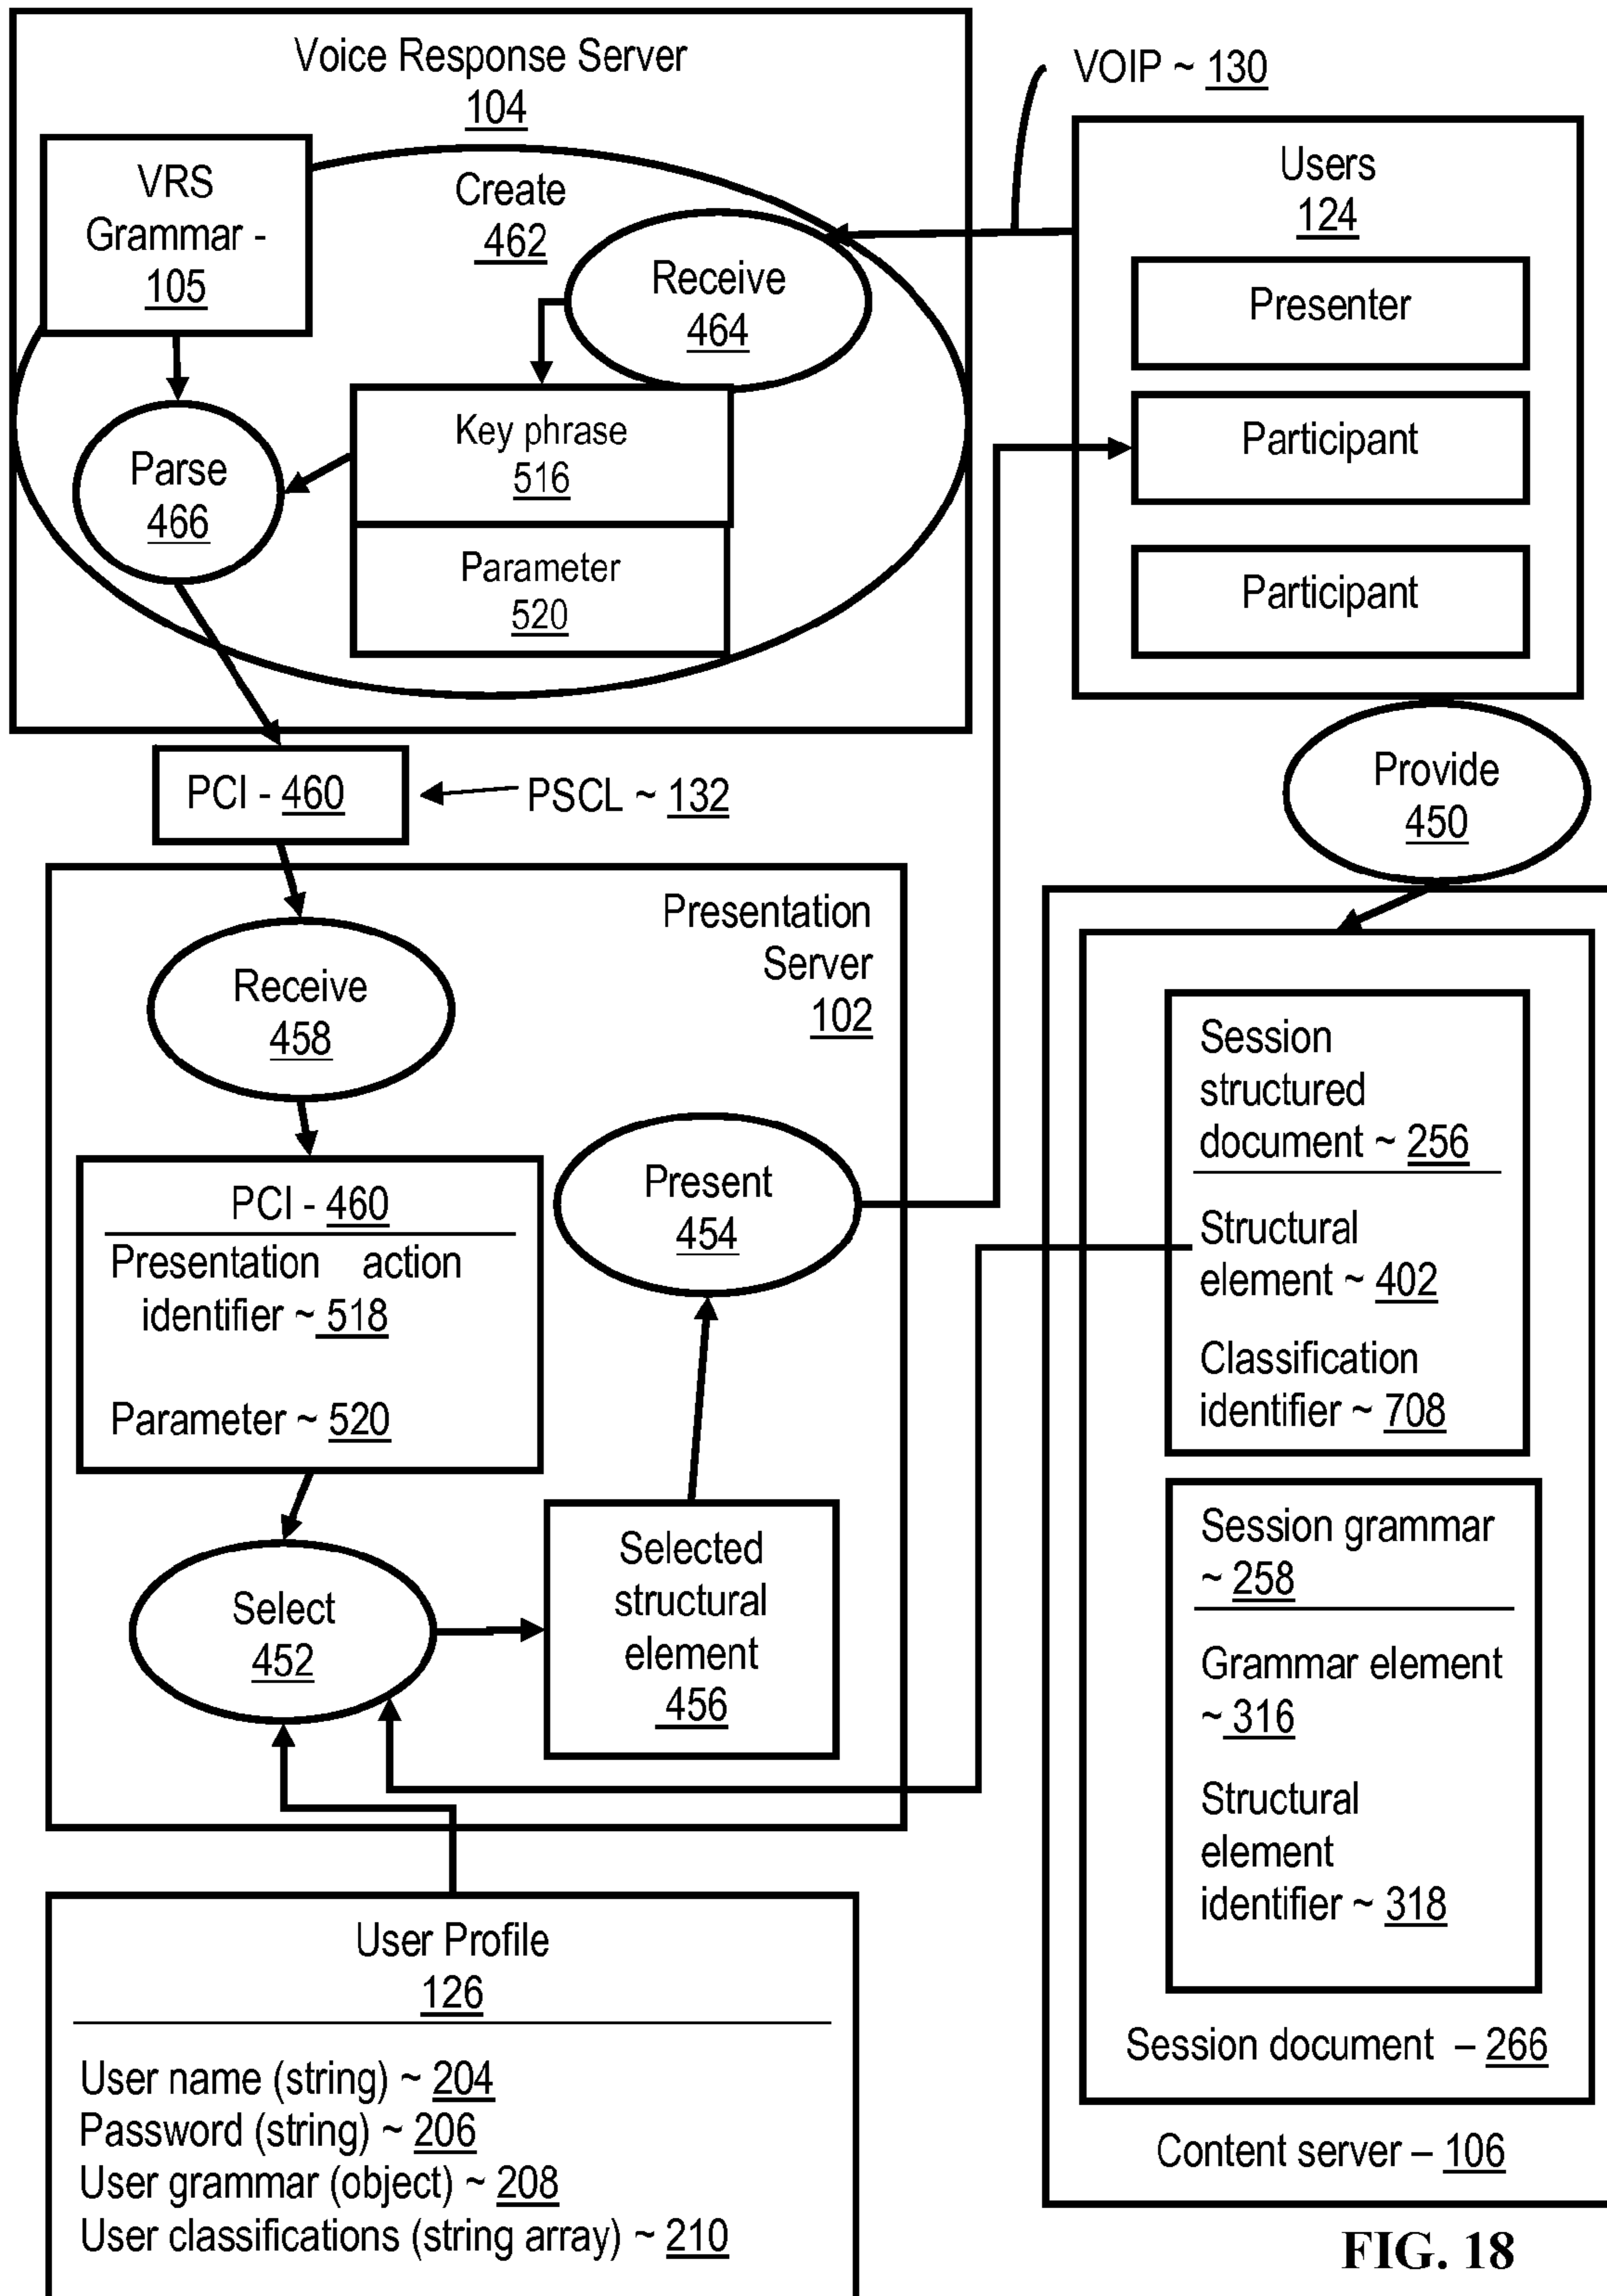 Voice Response Server
104
VRS
Grammar -
105
Create
462
Receive
464
Key phrase
516
Parameter
520
Parse
466
VOIP ~ 130
Users
124
Presenter
Participant
Participant
Provide
450
PCI - 460
PSCL ~ 132
Presentation
Server
102
Receive
458
PCI - 460
Presentation action
identifier ~ 518
Parameter ~ 520
Present
454
Select
452
Selected
structural
element
456
Session
structured
document ~ 256
Structural
element ~ 402
Classification
identifier ~ 708
Session grammar
~ 258
Grammar element
~ 316
Structural
element
identifier ~ 318
Session document – 266
Content server – 106
User Profile
126
User name (string) ~ 204
Password (string) ~ 206
User grammar (object) ~ 208
User classifications (string array) ~ 210
FIG. 18